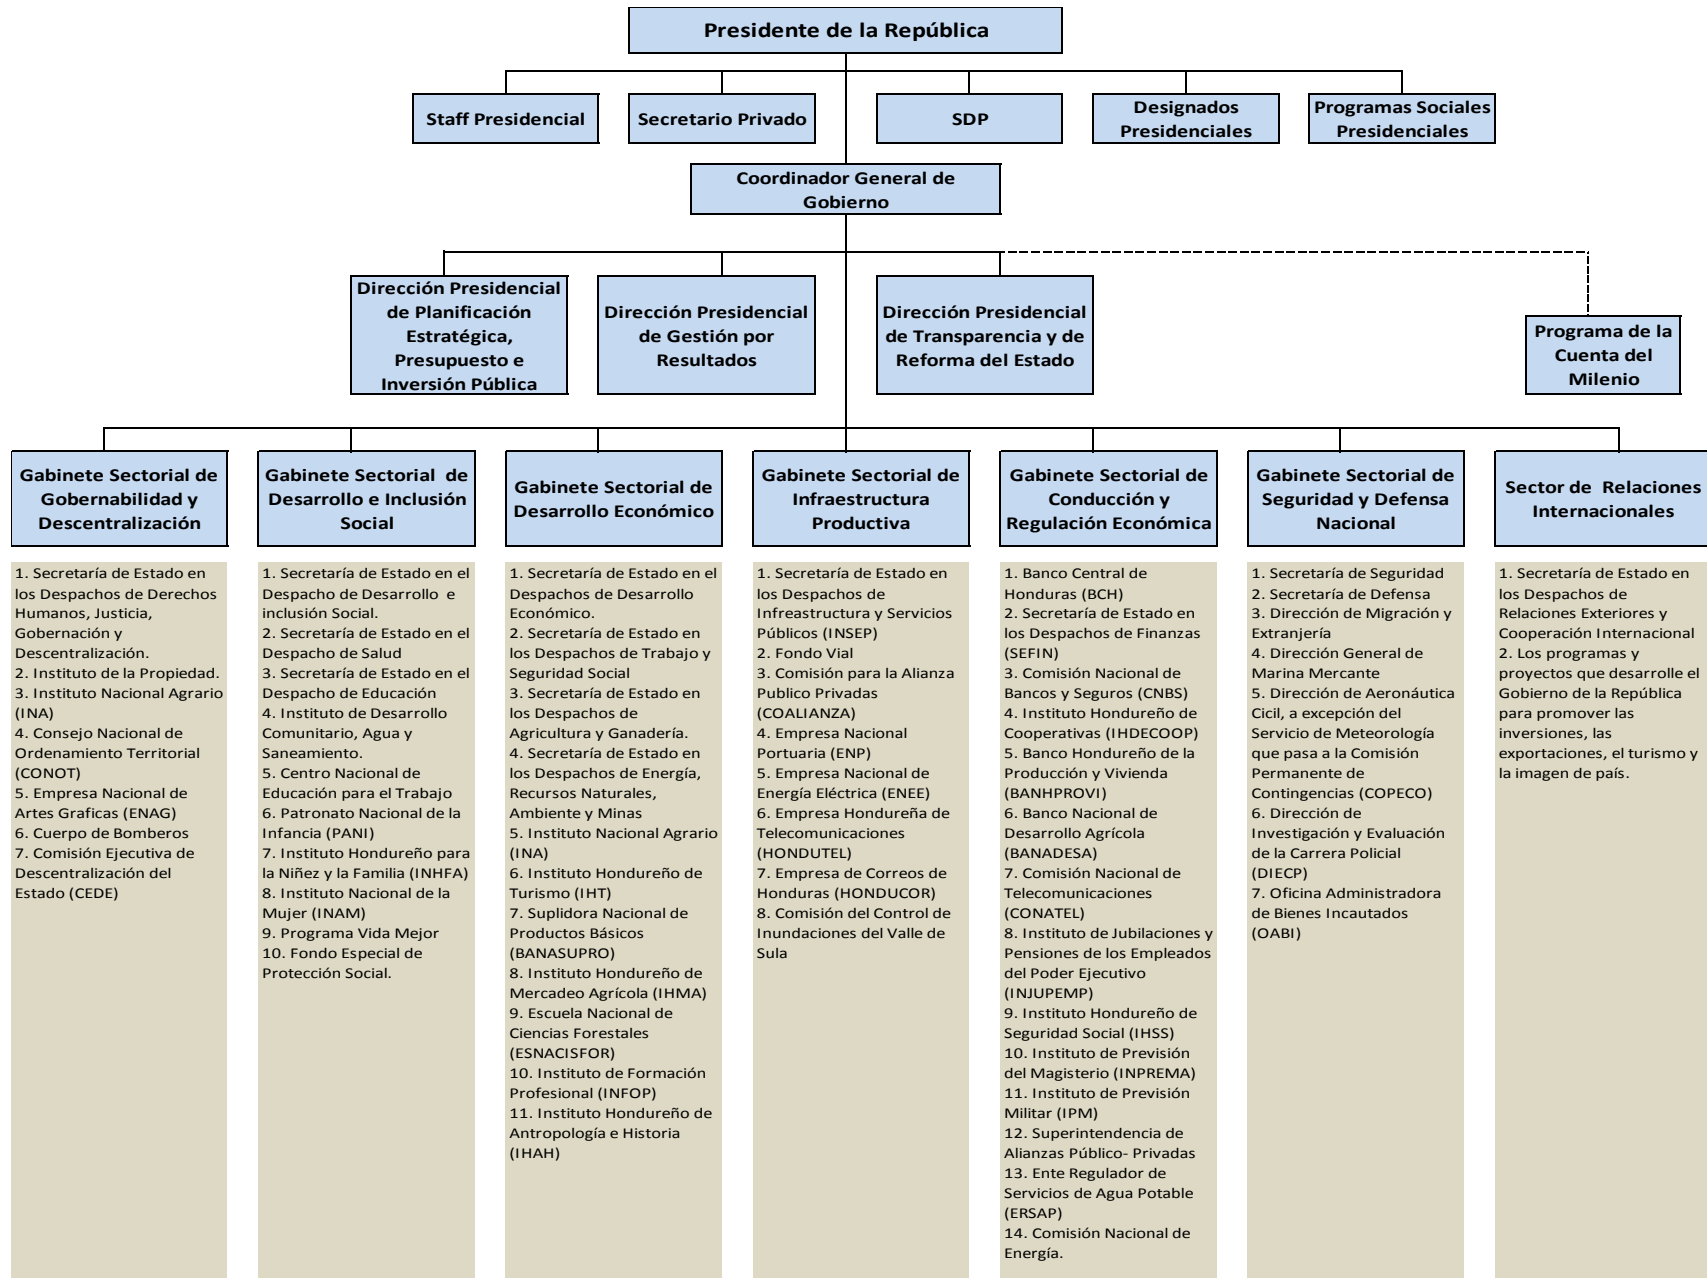 Presidente de la República
Staff Presidencial
Secretario Privado
SDP
Designados
Presidenciales
Programas Sociales
Presidenciales
Coordinador General de
Gobierno
Dirección Presidencial
de Planificación
Estratégica,
Presupuesto e
Inversión Pública
Dirección Presidencial
de Gestión por
Resultados
Dirección Presidencial
de Transparencia y de
Reforma del Estado
Programa de la
Cuenta del
Milenio
Gabinete Sectorial de
Gobernabilidad y
Descentralización
1. Secretaría de Estado en
los Despachos de Derechos
Humanos, Justicia,
Gobernación y
Descentralización.
2. Instituto de la Propiedad.
3. Instituto Nacional Agrario
(INA)
4. Consejo Nacional de
Ordenamiento Territorial
(CONOT)
5. Empresa Nacional de
Artes Graficas (ENAG)
6. Cuerpo de Bomberos
7. Comisión Ejecutiva de
Descentralización del
Estado (CEDE)
Gabinete Sectorial de
Desarrollo e Inclusión
Social
1. Secretaría de Estado en el
Despacho de Desarrollo e
inclusión Social.
2. Secretaría de Estado en el
Despacho de Salud
3. Secretaría de Estado en el
Despacho de Educación
4. Instituto de Desarrollo
Comunitario, Agua y
Saneamiento.
5. Centro Nacional de
Educación para el Trabajo
6. Patronato Nacional de la
Infancia (PANI)
7. Instituto Hondureño para
la Niñez y la Familia (INHFA)
8. Instituto Nacional de la
Mujer (INAM)
9. Programa Vida Mejor
10. Fondo Especial de
Protección Social.
Gabinete Sectorial de
Desarrollo Económico
1. Secretaría de Estado en el
Despachos de Desarrollo
Económico.
2. Secretaría de Estado en
los Despachos de Trabajo y
Seguridad Social
3. Secretaría de Estado en
los Despachos de
Agricultura y Ganadería.
4. Secretaría de Estado en
los Despachos de Energía,
Recursos Naturales,
Ambiente y Minas
5. Instituto Nacional Agrario
(INA)
6. Instituto Hondureño de
Turismo (IHT)
7. Suplidora Nacional de
Productos Básicos
(BANASUPRO)
8. Instituto Hondureño de
Mercadeo Agrícola (IHMA)
9. Escuela Nacional de
Ciencias Forestales
(ESNACISFOR)
10. Instituto de Formación
Profesional (INFOP)
11. Instituto Hondureño de
Antropología e Historia
(IHAH)
Gabinete Sectorial de
Infraestructura
Productiva
1. Secretaría de Estado en
los Despachos de
Infraestructura y Servicios
Públicos (INSEP)
2. Fondo Vial
3. Comisión para la Alianza
Publico Privadas
(COALIANZA)
4. Empresa Nacional
Portuaria (ENP)
5. Empresa Nacional de
Energía Eléctrica (ENEE)
6. Empresa Hondureña de
Telecomunicaciones
(HONDUTEL)
7. Empresa de Correos de
Honduras (HONDUCOR)
8. Comisión del Control de
Inundaciones del Valle de
Sula
Gabinete Sectorial de
Conducción y
Regulación Económica
1. Banco Central de
Honduras (BCH)
2. Secretaría de Estado en
los Despachos de Finanzas
(SEFIN)
3. Comisión Nacional de
Bancos y Seguros (CNBS)
4. Instituto Hondureño de
Cooperativas (IHDECOOP)
5. Banco Hondureño de la
Producción y Vivienda
(BANHPROVI)
6. Banco Nacional de
Desarrollo Agrícola
(BANADESA)
7. Comisión Nacional de
Telecomunicaciones
(CONATEL)
8. Instituto de Jubilaciones y
Pensiones de los Empleados
del Poder Ejecutivo
(INJUPEMP)
9. Instituto Hondureño de
Seguridad Social (IHSS)
10. Instituto de Previsión
del Magisterio (INPREMA)
11. Instituto de Previsión
Militar (IPM)
12. Superintendencia de
Alianzas Público- Privadas
13. Ente Regulador de
Servicios de Agua Potable
(ERSAP)
14. Comisión Nacional de
Energía.
Gabinete Sectorial de
Seguridad y Defensa
Nacional
1. Secretaría de Seguridad
2. Secretaría de Defensa
3. Dirección de Migración y
Extranjería
4. Dirección General de
Marina Mercante
5. Dirección de Aeronáutica
Cicil, a excepción del
Servicio de Meteorología
que pasa a la Comisión
Permanente de
Contingencias (COPECO)
6. Dirección de
Investigación y Evaluación
de la Carrera Policial
(DIECP)
7. Oficina Administradora
de Bienes Incautados
(OABI)
Sector de Relaciones
Internacionales
1. Secretaría de Estado en
los Despachos de
Relaciones Exteriores y
Cooperación Internacional
2. Los programas y
proyectos que desarrolle el
Gobierno de la República
para promover las
inversiones, las
exportaciones, el turismo y
la imagen de país.